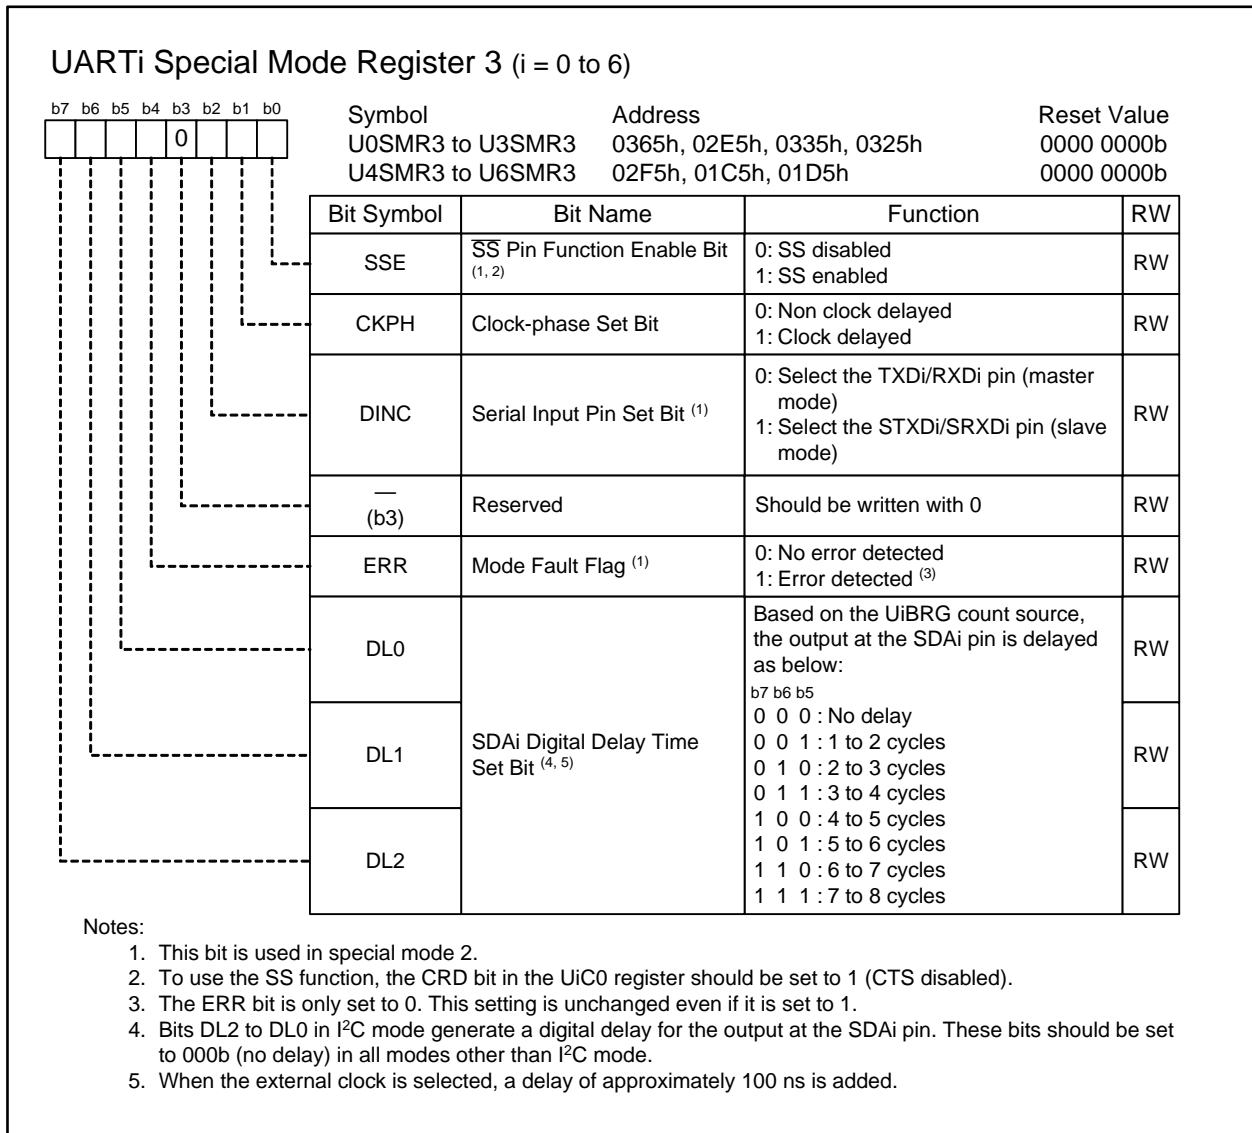 UARTi Special Mode Register 3 (i = 0 to 6)
b7 b6 b5 b4 b3 b2 b1 b0
0
Symbol Address Reset Value
U0SMR3 to U3SMR3 0365h, 02E5h, 0335h, 0325h 0000 0000b
U4SMR3 to U6SMR3 02F5h, 01C5h, 01D5h 0000 0000b
Bit Symbol Bit Name Function RW
SSE S̅S̅ Pin Function Enable Bit (1, 2) 0: SS disabled RW
1: SS enabled
CKPH Clock-phase Set Bit 0: Non clock delayed RW
1: Clock delayed
DINC Serial Input Pin Set Bit (1) 0: Select the TXDi/RXDi pin (master RW
mode)
1: Select the STXDi/SRXDi pin (slave
mode)
— (b3) Reserved Should be written with 0 RW
ERR Mode Fault Flag (1) 0: No error detected RW
1: Error detected (3)
DL0 Based on the UiBRG count source, RW
the output at the SDAi pin is delayed
as below:
b7 b6 b5
0 0 0 : No delay
DL1 SDAi Digital Delay Time 0 0 1 : 1 to 2 cycles RW
Set Bit (4, 5) 0 1 0 : 2 to 3 cycles
0 1 1 : 3 to 4 cycles
1 0 0 : 4 to 5 cycles
DL2 1 0 1 : 5 to 6 cycles RW
1 1 0 : 6 to 7 cycles
1 1 1 : 7 to 8 cycles
Notes:
1. This bit is used in special mode 2.
2. To use the SS function, the CRD bit in the UiC0 register should be set to 1 (CTS disabled).
3. The ERR bit is only set to 0. This setting is unchanged even if it is set to 1.
4. Bits DL2 to DL0 in I²C mode generate a digital delay for the output at the SDAi pin. These bits should be set
to 000b (no delay) in all modes other than I²C mode.
5. When the external clock is selected, a delay of approximately 100 ns is added.